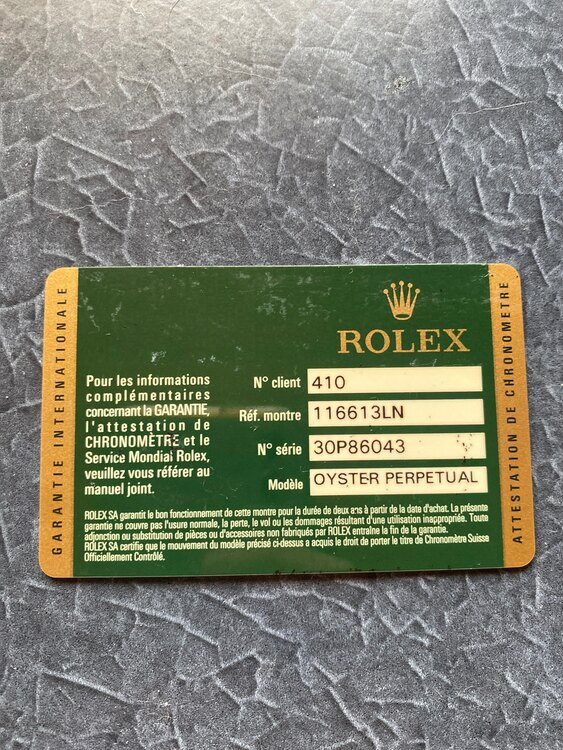 GARANTIE INTERNATIONALE
ROLEX
Pour les informations
complémentaires
concernant la GARANTIE,
l'attestation de
CHRONOMÈTRE et le
Service Mondial Rolex,
veuillez vous référer au
manuel joint.
N° client 410
Réf. montre 116613LN
N° série 30P86043
Modèle OYSTER PERPETUAL
ROLEX SA garantit le bon fonctionnement de cette montre pour la durée de deux ans à partir de la date d'achat. La présente
garantie ne couvre pas l'usure normale, la perte, le vol ou les dommages résultant d'une utilisation inappropriée. Toute
adjonction ou substitution de pièces ou d'accessoires non fabriqués par ROLEX entraîne la fin de la garantie.
ROLEX SA certifie que le mouvement du modèle précisé ci-dessus a acquis le droit de porter le titre de Chronomètre Suisse
Officiellement Contrôlé.
ATTESTATION DE CHRONOMETRE